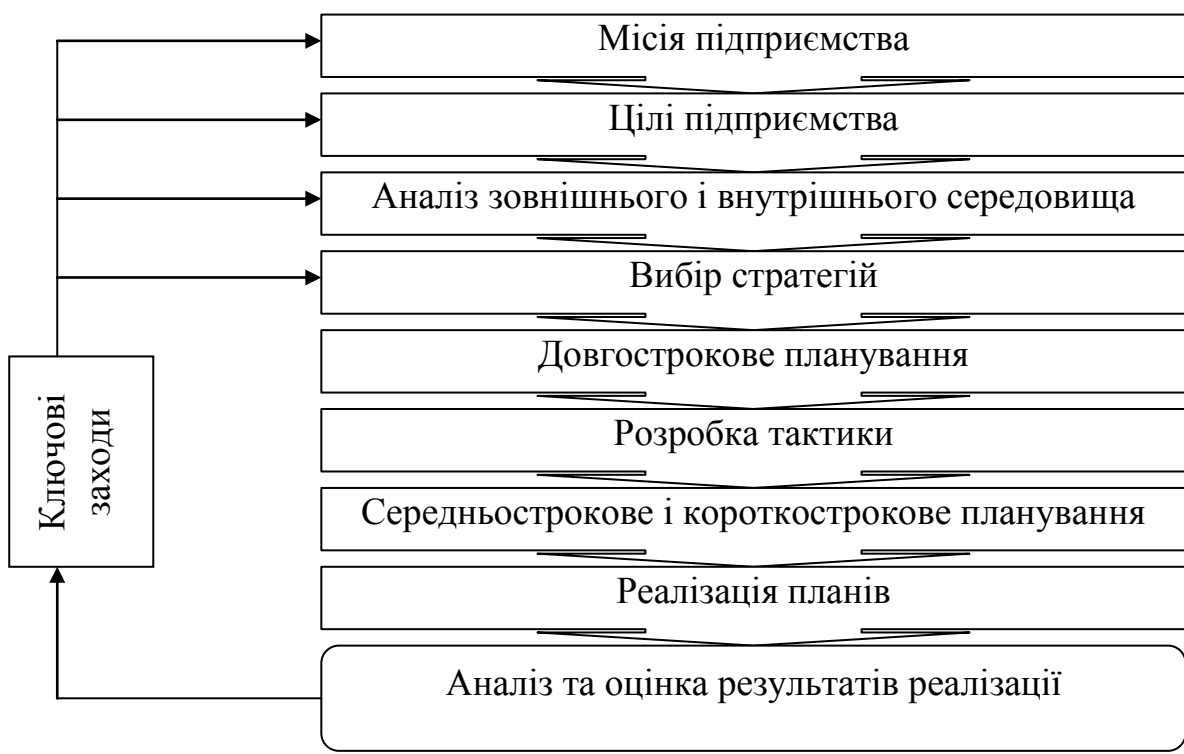 Місія підприємства
Цілі підприємства
Аналіз зовнішнього і внутрішнього середовища
Вибір стратегій
Довгострокове планування
Розробка тактики
Середньострокове і короткострокове планування
Реалізація планів
Аналіз та оцінка результатів реалізації
Ключові
заходи